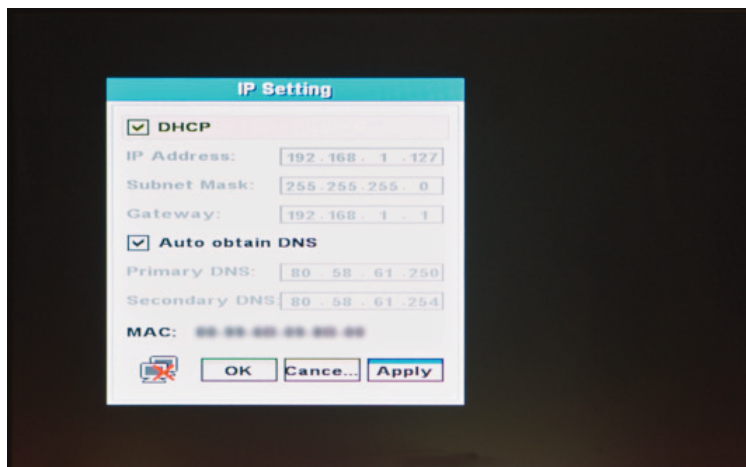 IP Setting
DHCP
IP Address: 192.168. 1 .127
Subnet Mask: 255.255.255. 0
Gateway: 192.168. 1 . 1
Auto obtain DNS
Primary DNS: 80 . 58 . 61 .250
Secondary DNS: 80 . 58 . 61 .254
MAC:
OK Cance... Apply